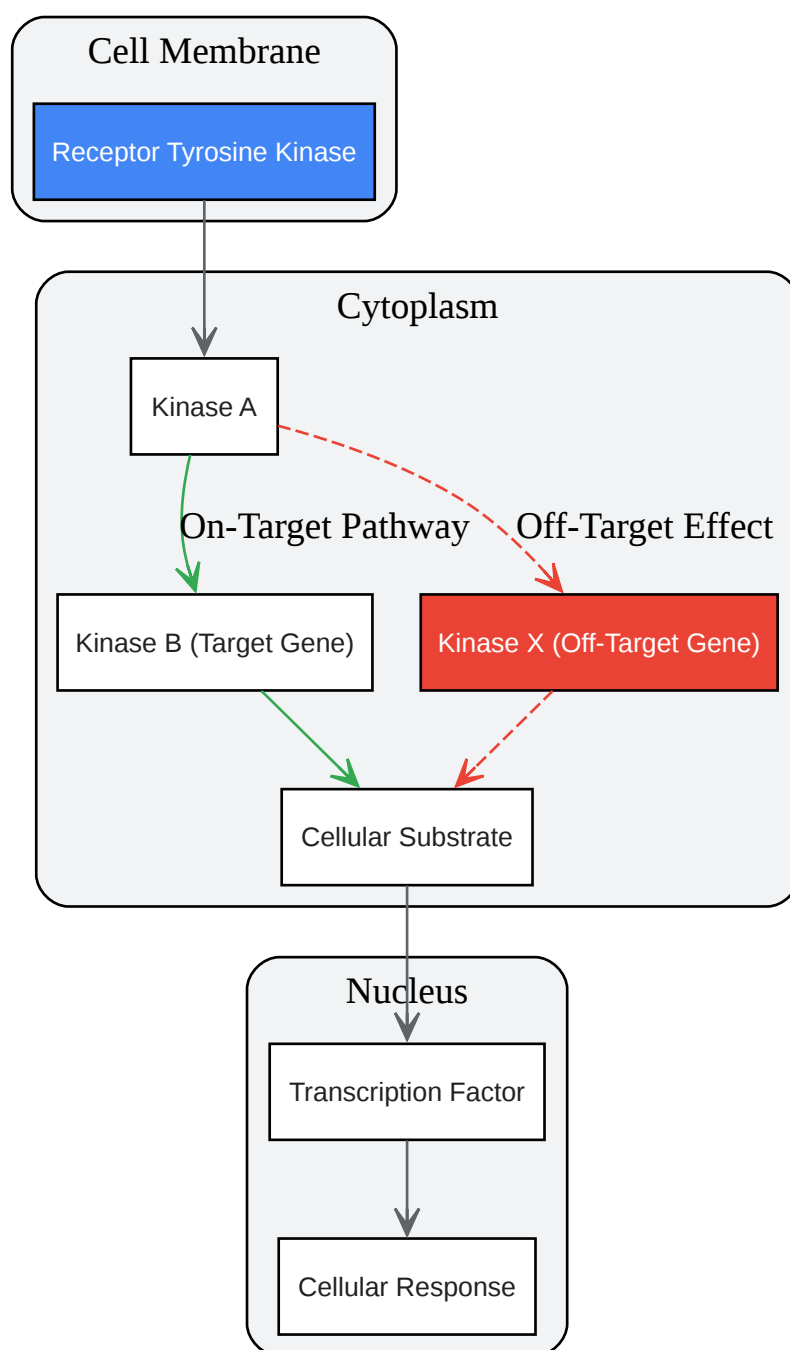 Cell Membrane
Receptor Tyrosine Kinase
Cytoplasm
Kinase A
On-Target Pathway
Off-Target Effect
Kinase B (Target Gene)
Kinase X (Off-Target Gene)
Cellular Substrate
Nucleus
Transcription Factor
Cellular Response